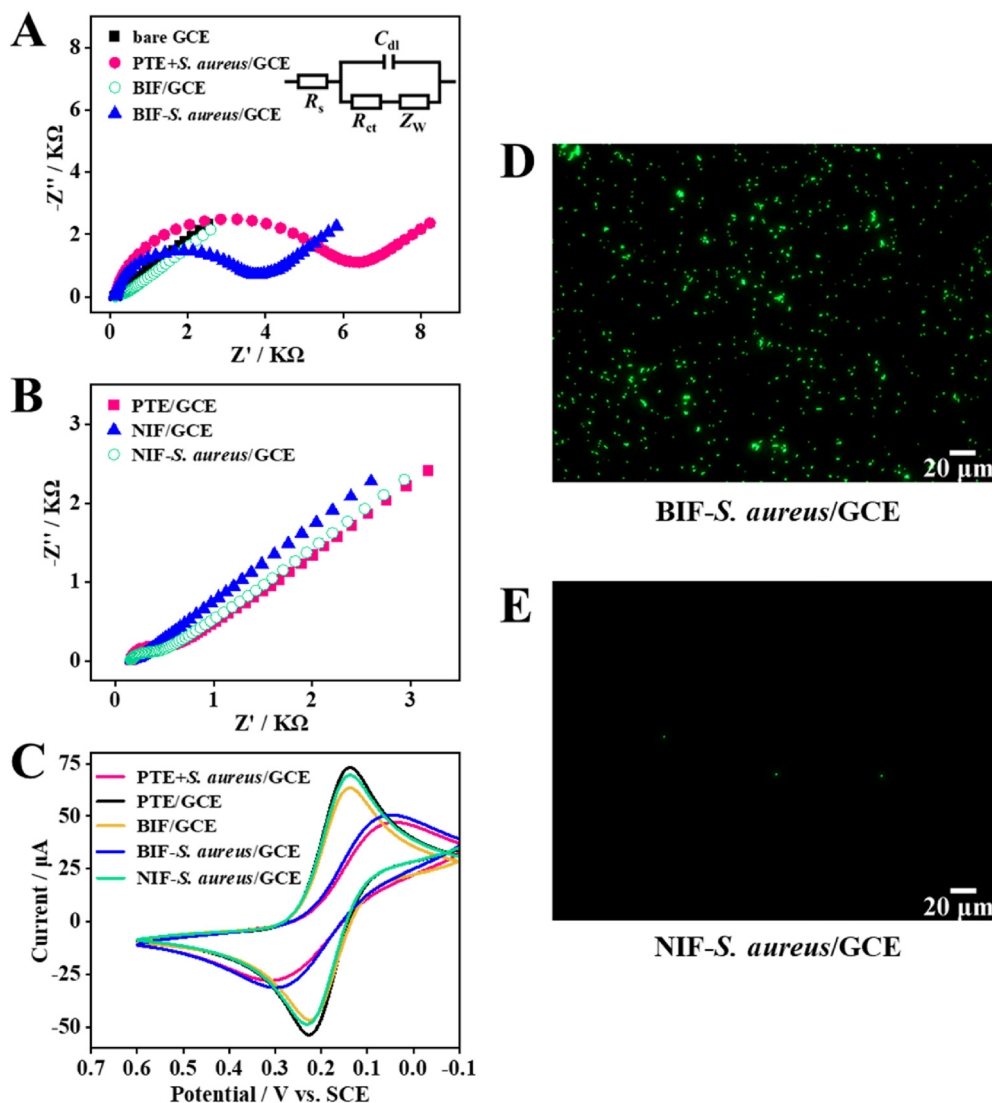 A
bare GCE
PTE+S. aureus/GCE
BIF/GCE
BIF-S. aureus/GCE
Cdl
Rs
Rct
ZW
8
6
4
2
0
-Z'' / KΩ
0 2 4 6 8
Z' / KΩ
B
PTE/GCE
NIF/GCE
NIF-S. aureus/GCE
3
2
1
0
-Z'' / KΩ
0 1 2 3
Z' / KΩ
C
PTE+S. aureus/GCE
PTE/GCE
BIF/GCE
BIF-S. aureus/GCE
NIF-S. aureus/GCE
75
50
25
0
-25
-50
Current / μA
0.7 0.6 0.5 0.4 0.3 0.2 0.1 0.0 -0.1
Potential / V vs. SCE
D
20 μm
BIF-S. aureus/GCE
E
20 μm
NIF-S. aureus/GCE